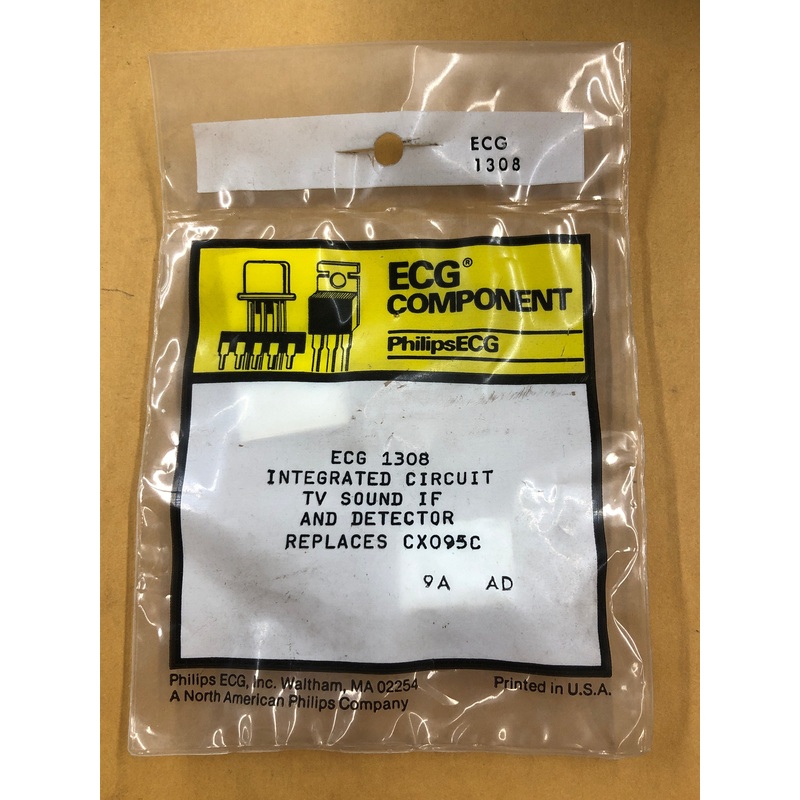 ECG
1308
ECG®
COMPONENT
PhilipsECG
ECG 1308
INTEGRATED CIRCUIT
TV SOUND IF
AND DETECTOR
REPLACES CX095C
9A AD
Philips ECG, Inc. Waltham, MA 02254
A North American Philips Company
Printed in U.S.A.